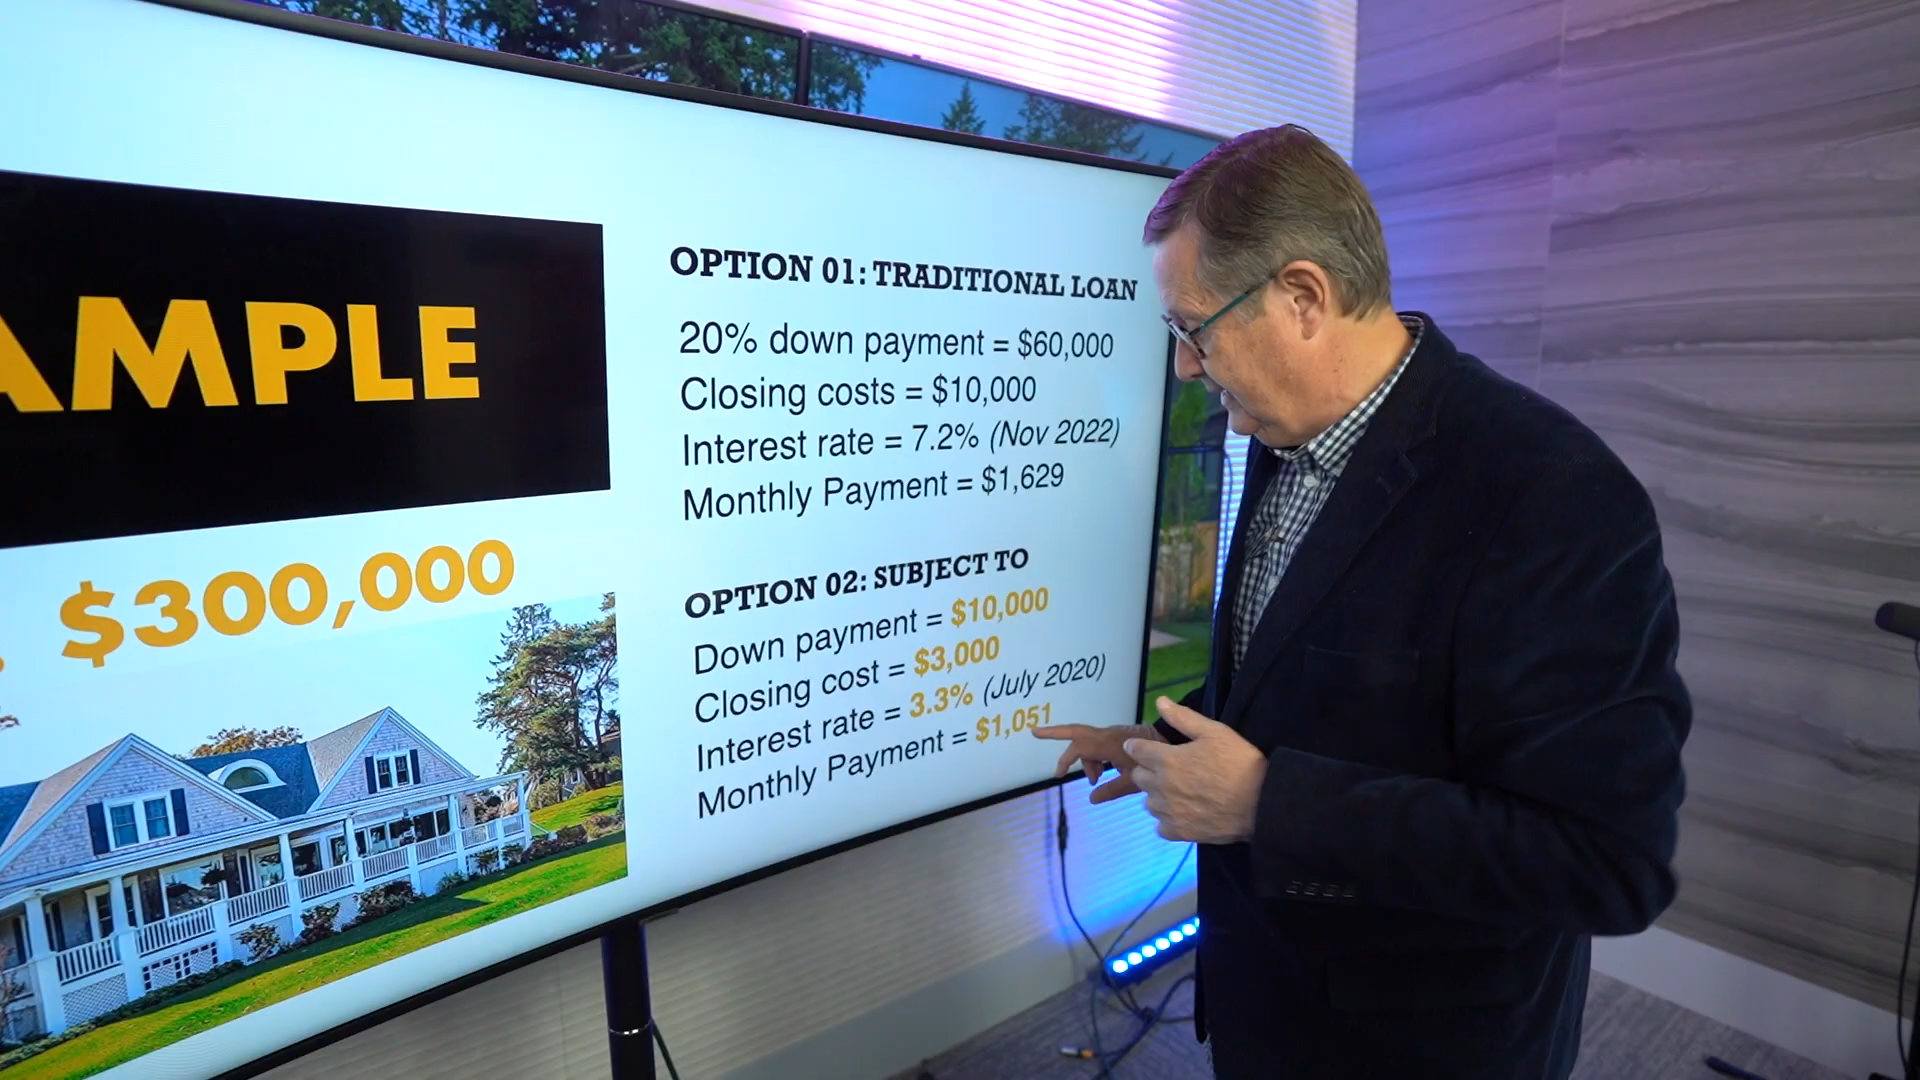 AMPLE
$300,000
OPTION 01: TRADITIONAL LOAN
20% down payment = $60,000
Closing costs = $10,000
Interest rate = 7.2% (Nov 2022)
Monthly Payment = $1,629
OPTION 02: SUBJECT TO
Down payment = $10,000
Closing cost = $3,000
Interest rate = 3.3% (July 2020)
Monthly Payment = $1,051